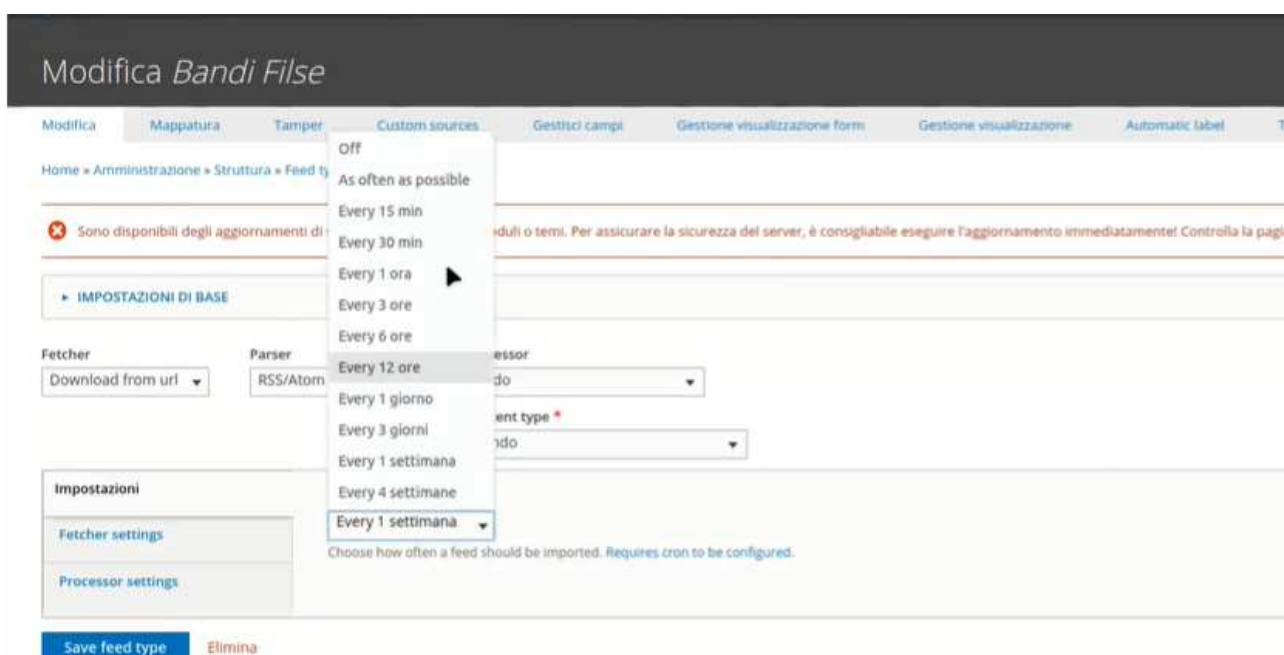 Modifica Bandi Filse
Modifica Mappatura Tamper Custom sources Gestisci campi Gestione visualizzazione form Gestione visualizzazione Automatic label
Home » Amministrazione » Struttura » Feed
Off
As often as possible
Every 15 min
Every 30 min
Every 1 ora
Every 3 ore
Every 6 ore
Every 12 ore
Every 1 giorno
Every 3 giorni
Every 1 settimana
Every 4 settimane
Sono disponibili degli aggiornamenti di o temi. Per assicurare la sicurezza del server, è consigliabile eseguire l'aggiornamento immediatamente! Controlla la
► IMPOSTAZIONI DI BASE
Fetcher Parser
Download from url RSS/Atom
type *
Impostazioni
Fetcher settings
Processor settings
Every 1 settimana
Choose how often a feed should be imported. Requires cron to be configured.
Save feed type Elimina